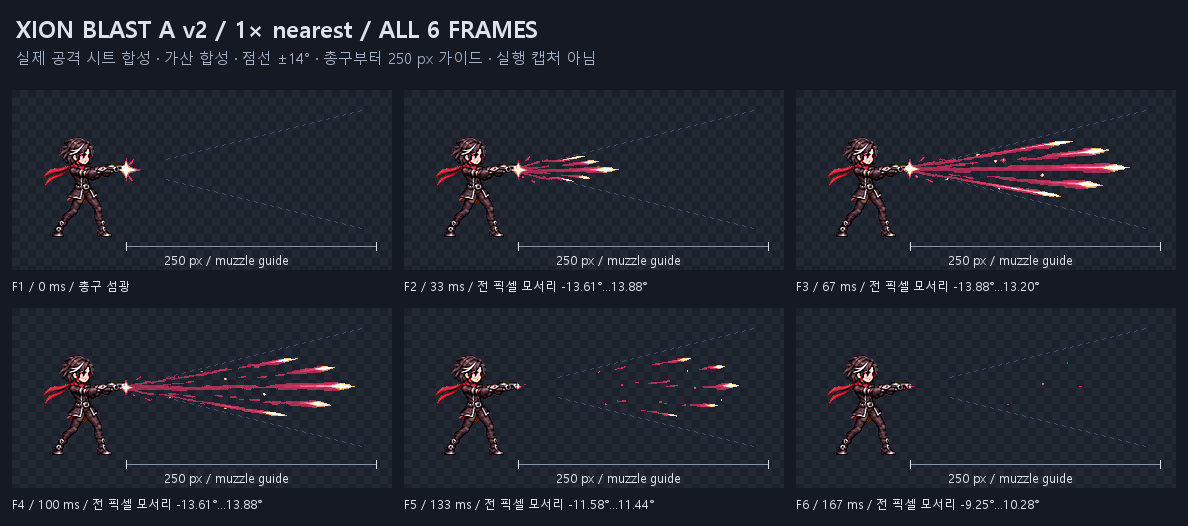 XION BLAST A v2 / 1× nearest / ALL 6 FRAMES
실제 공격 시트 합성 · 가산 합성 · 점선 ±14° · 총구부터 250 px 가이드 · 실행 캡처 아님
250 px / muzzle guide
250 px / muzzle guide
250 px / muzzle guide
F1 / 0 ms / 총구 섬광
F2 / 33 ms / 전 픽셀 모서리 -13.61°...13.88°
F3 / 67 ms / 전 픽셀 모서리 -13.88°...13.20°
250 px / muzzle guide
250 px / muzzle guide
250 px / muzzle guide
F4 / 100 ms / 전 픽셀 모서리 -13.61°...13.88°
F5 / 133 ms / 전 픽셀 모서리 -11.58°...11.44°
F6 / 167 ms / 전 픽셀 모서리 -9.25°...10.28°